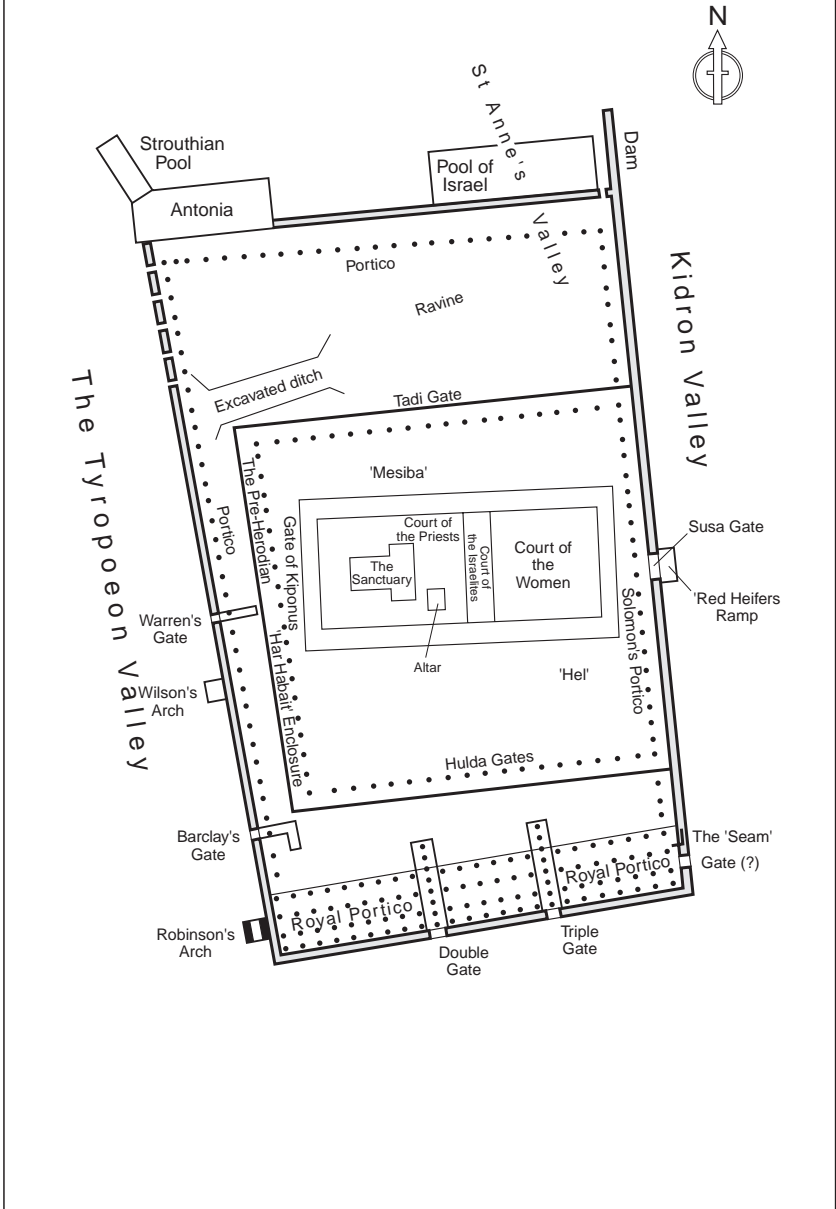 N
St Anne's
Valley
Dam
Strouthian
Pool
Pool of
Israel
Antonia
Portico
Kidron Valley
Ravine
Excavated ditch
Tadi Gate
The Tyropoeon Valley
'Mesiba'
The Pre-Herodian
'Har Habait' Enclosure
Portico
Gate of Kiponus
Court of
the Priests
Court of
the Israelites
Court of
the
Women
The
Sanctuary
Susa Gate
'Red Heifers
Ramp
Solomon's Portico
Warren's
Gate
Altar
'Hel'
Wilson's
Arch
Hulda Gates
Barclay's
Gate
The 'Seam'
Gate (?)
Royal Portico
Royal Portico
Robinson's
Arch
Double
Gate
Triple
Gate